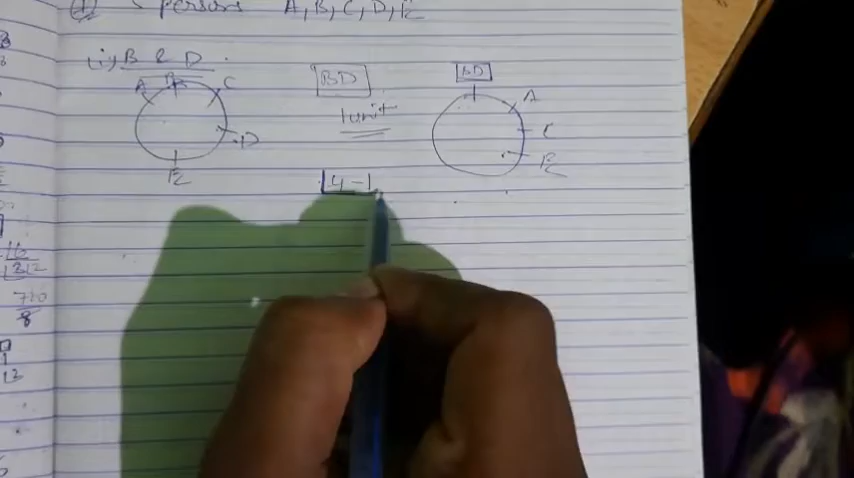 5 persons A, B, C, D, E
(i) B & D.
A B C D E
BD
1 unit
BD A C E
4-1